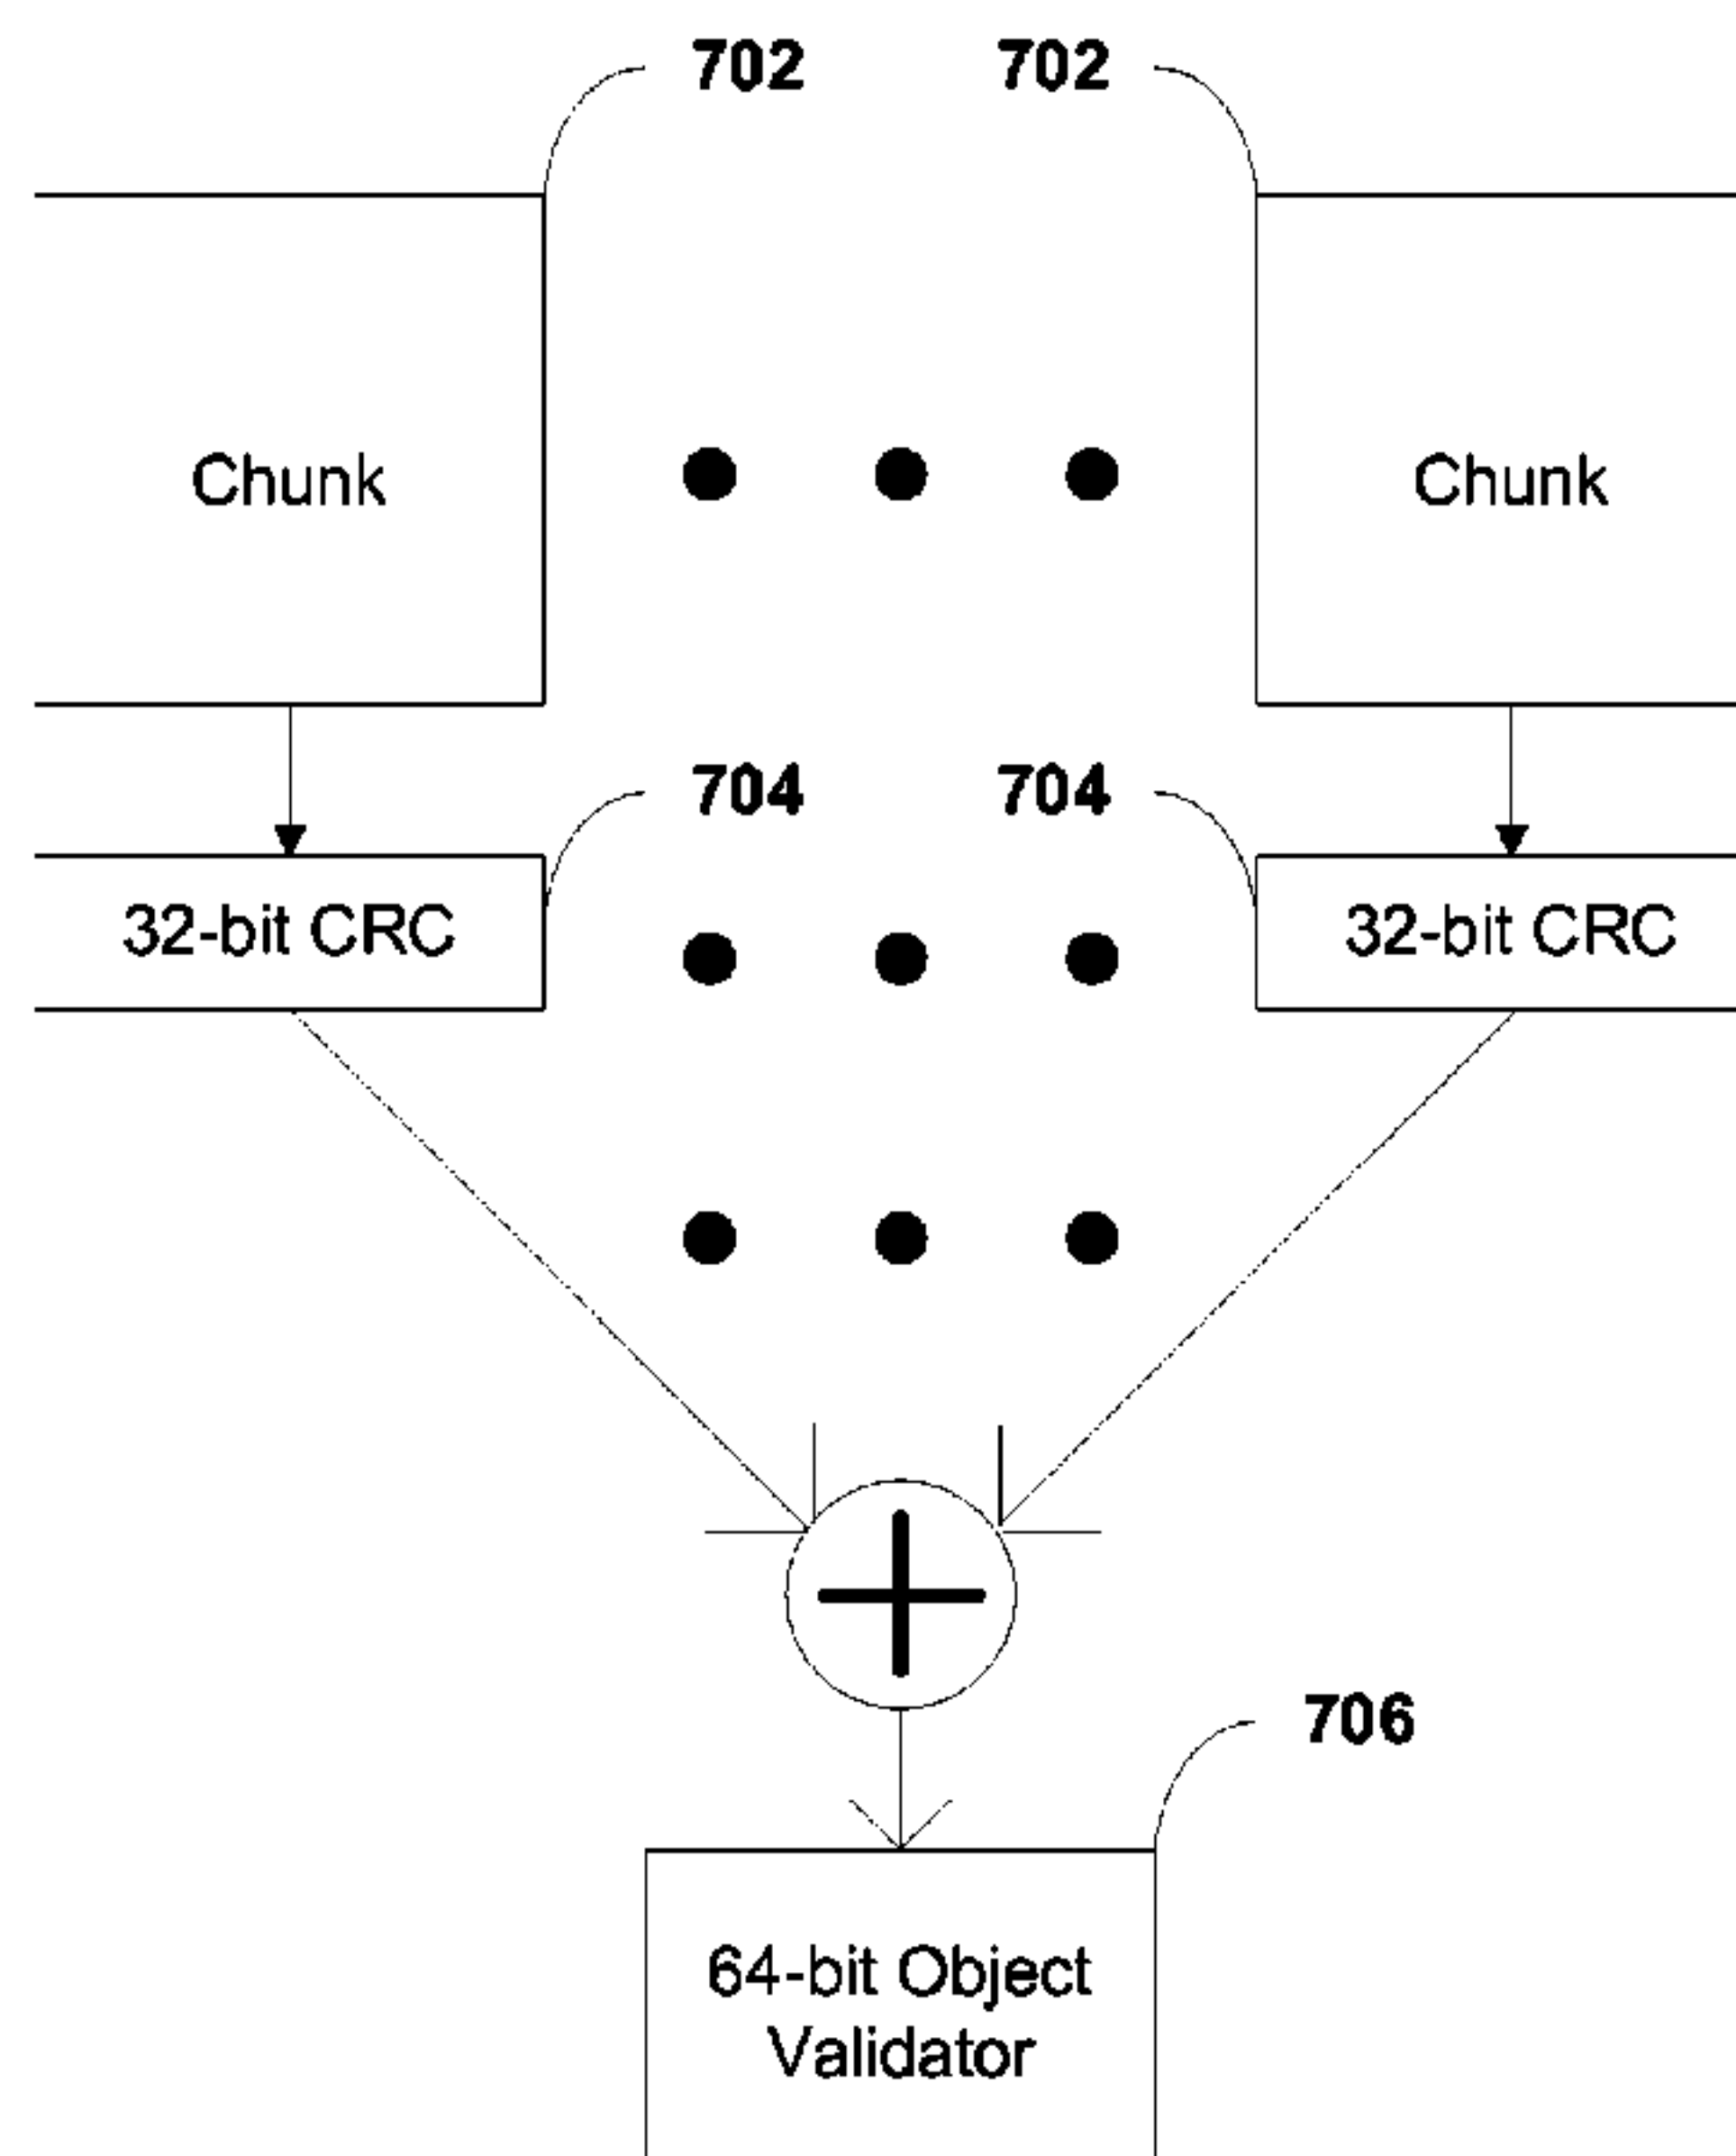 702 702
Chunk Chunk
704 704
32-bit CRC 32-bit CRC
706
64-bit Object
Validator